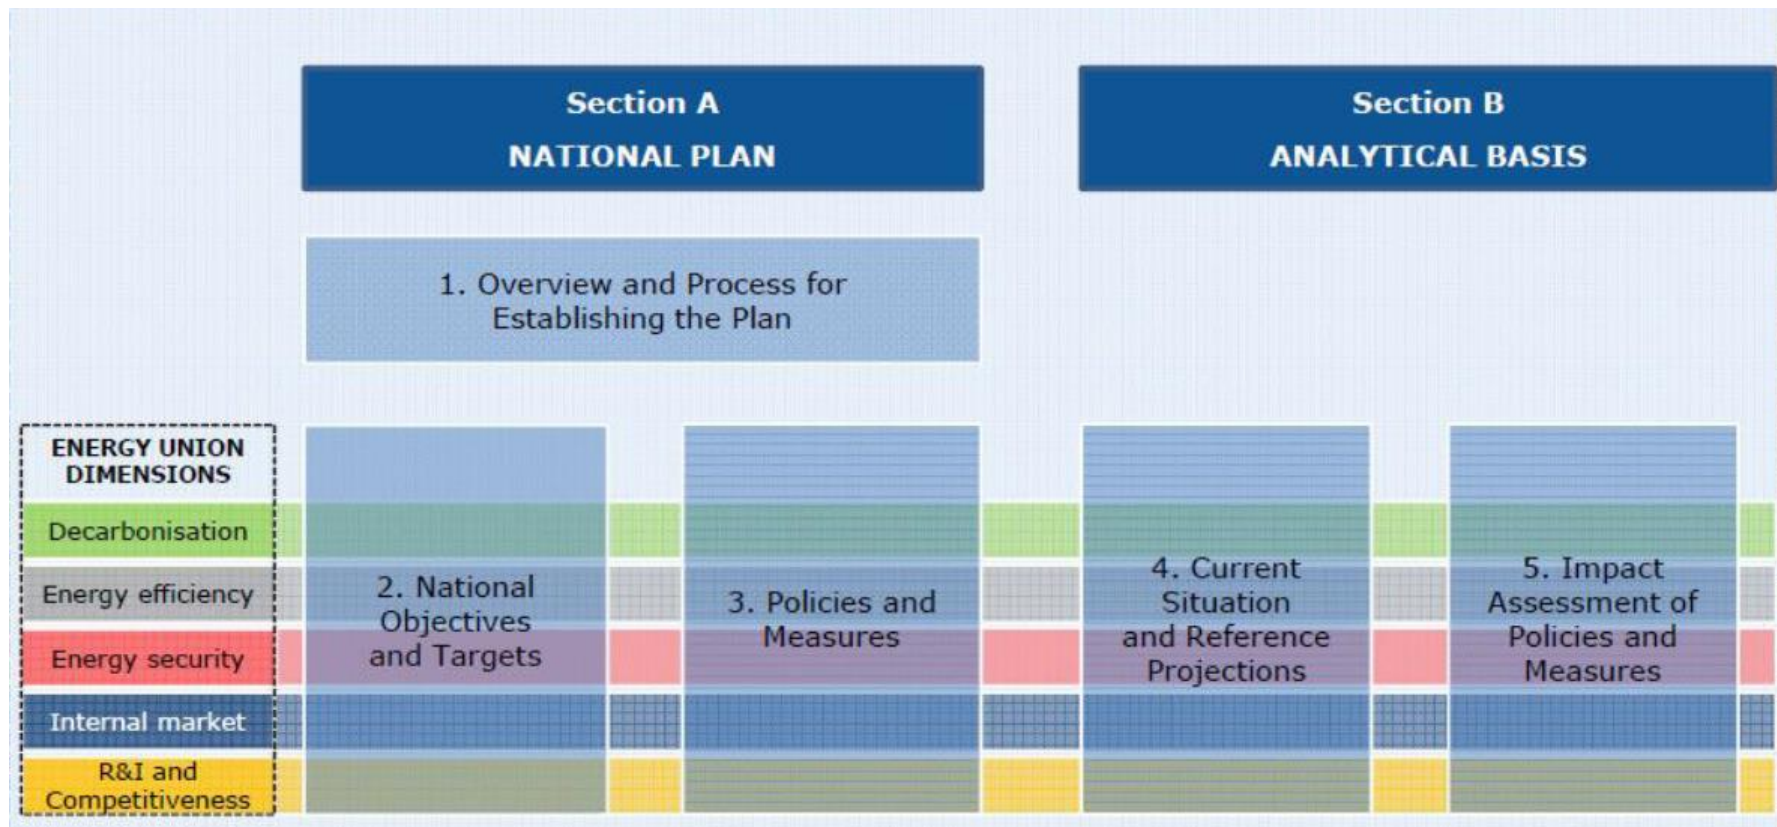 Section A
NATIONAL PLAN
Section B
ANALYTICAL BASIS
1. Overview and Process for
Establishing the Plan
ENERGY UNION
DIMENSIONS
Decarbonisation
Energy efficiency
Energy security
Internal market
R&I and
Competitiveness
2. National
Objectives
and Targets
3. Policies and
Measures
4. Current
Situation
and Reference
Projections
5. Impact
Assessment of
Policies and
Measures